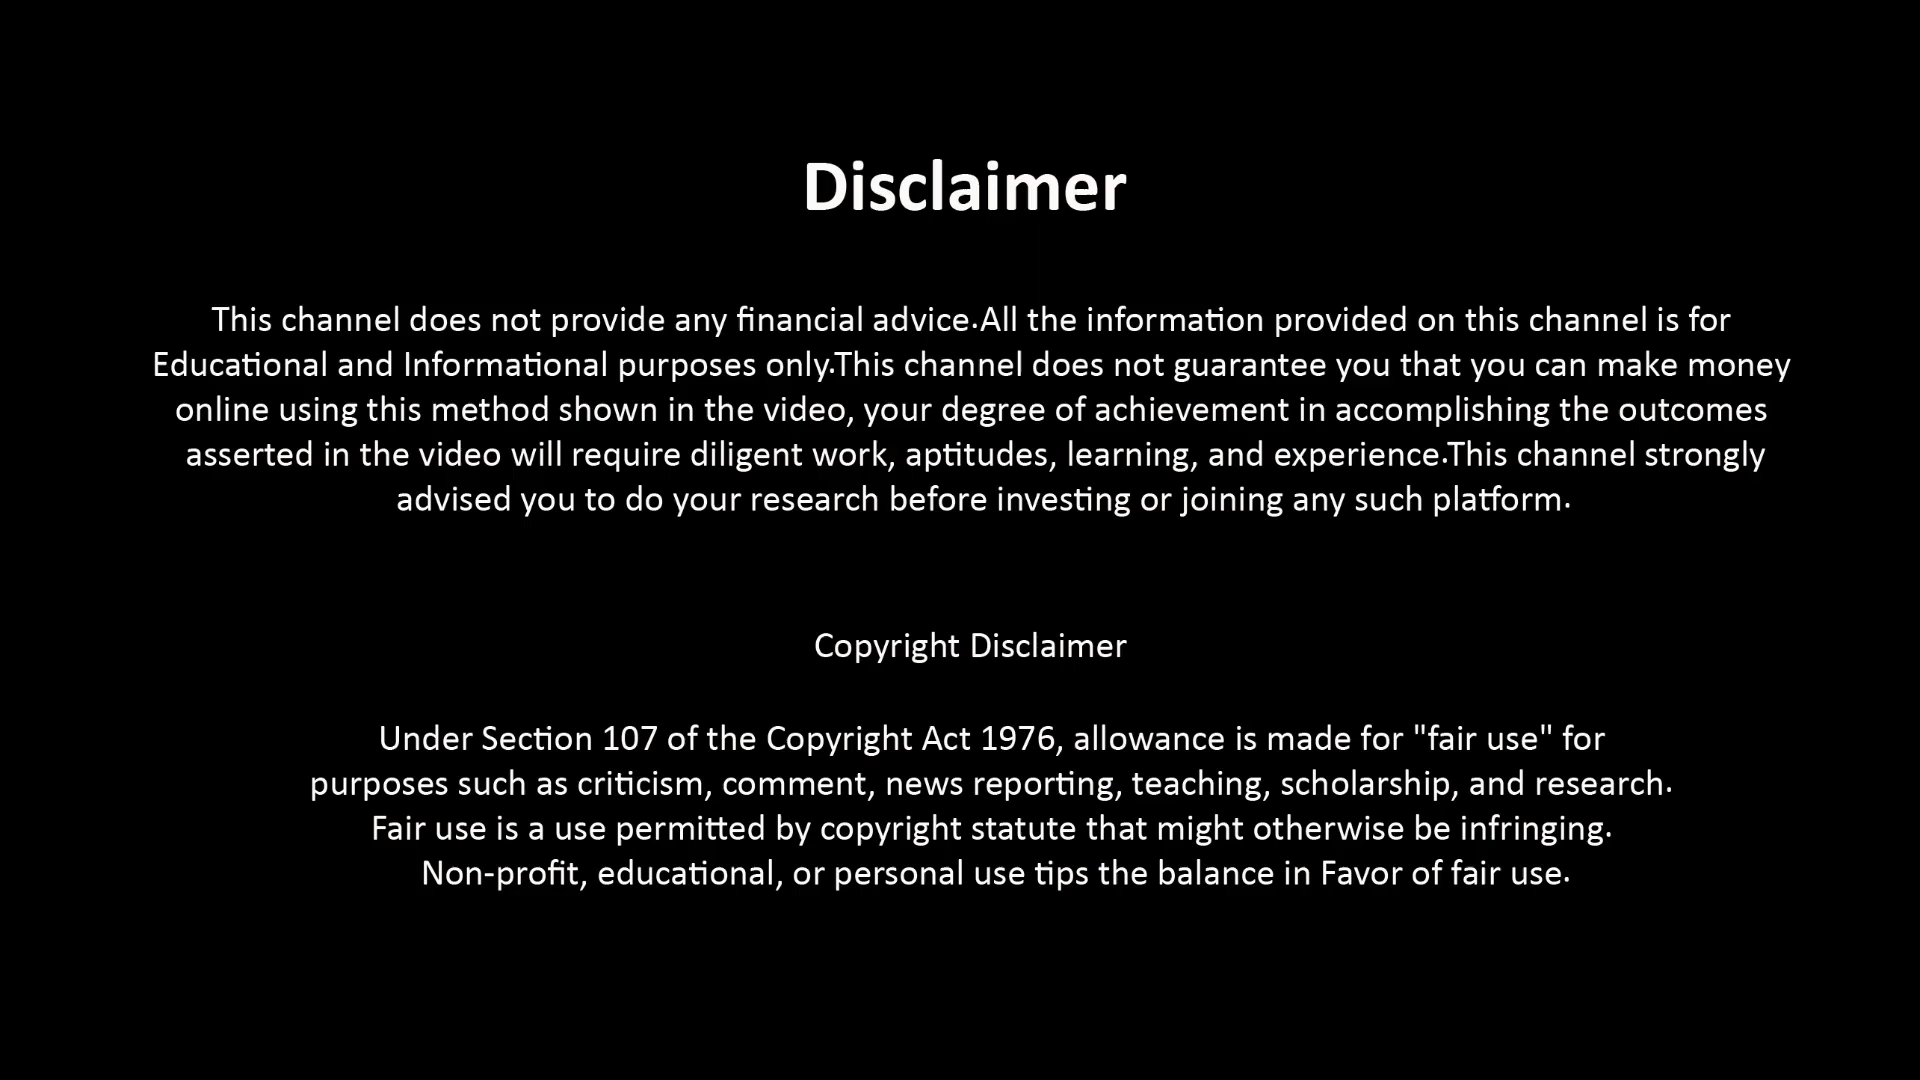 Disclaimer
This channel does not provide any financial advice.All the information provided on this channel is for
Educational and Informational purposes only.This channel does not guarantee you that you can make money
online using this method shown in the video, your degree of achievement in accomplishing the outcomes
asserted in the video will require diligent work, aptitudes, learning, and experience.This channel strongly
advised you to do your research before investing or joining any such platform.
Copyright Disclaimer
Under Section 107 of the Copyright Act 1976, allowance is made for "fair use" for
purposes such as criticism, comment, news reporting, teaching, scholarship, and research.
Fair use is a use permitted by copyright statute that might otherwise be infringing.
Non-profit, educational, or personal use tips the balance in Favor of fair use.